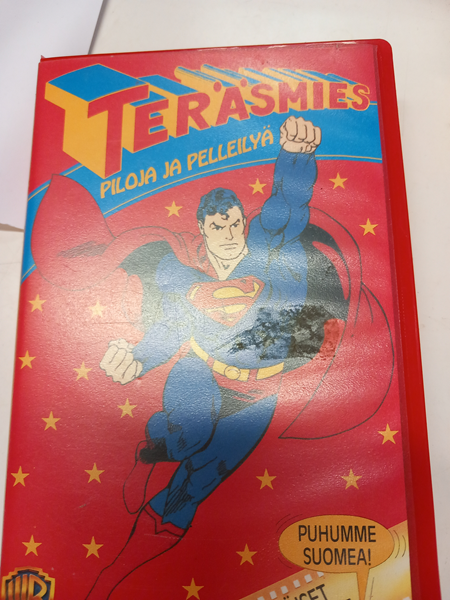 TERÄSMIES
PILOJA JA PELLEILYÄ
PUHUMME
SUOMEA!